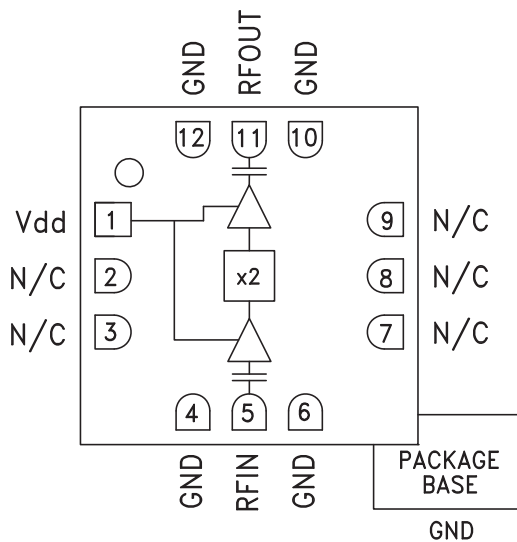 GND
RFOUT
GND
12
11
10
Vdd
1
9
N/C
N/C
2
x2
8
N/C
N/C
3
7
N/C
4
5
6
GND
RFIN
GND
PACKAGE
BASE
GND